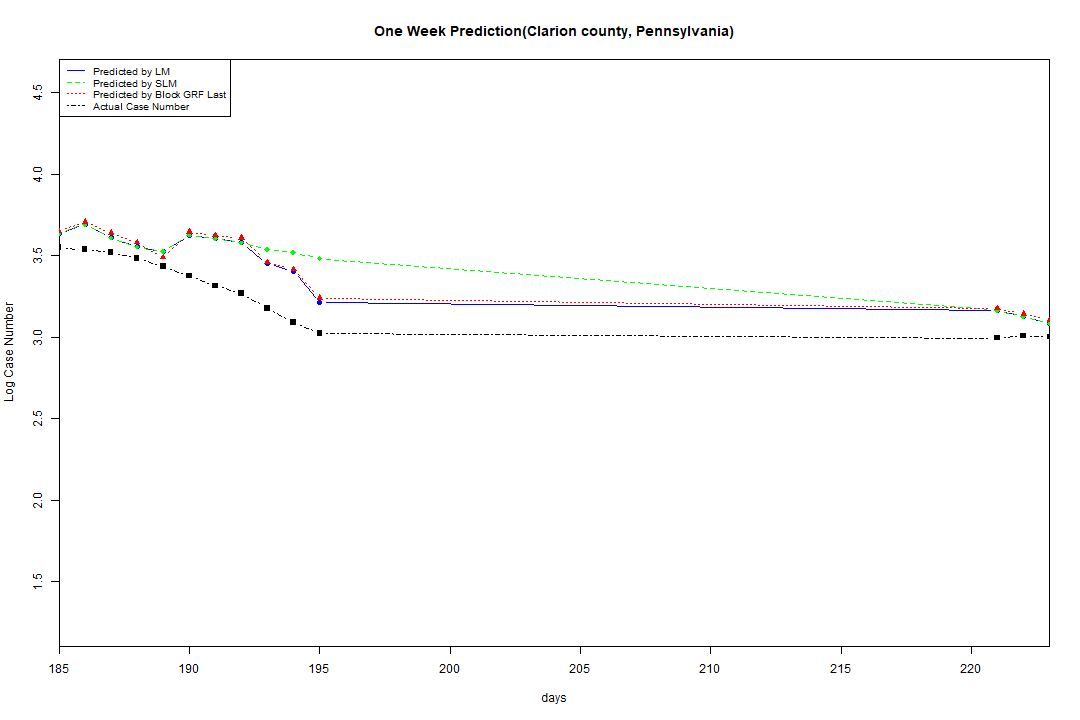 One Week Prediction(Clarion county, Pennsylvania)
Predicted by LM
Predicted by SLM
Predicted by Block GRF Last
Actual Case Number
4.5
4.0
3.5
3.0
2.5
2.0
1.5
Log Case Number
185 190 195 200 205 210 215 220
days